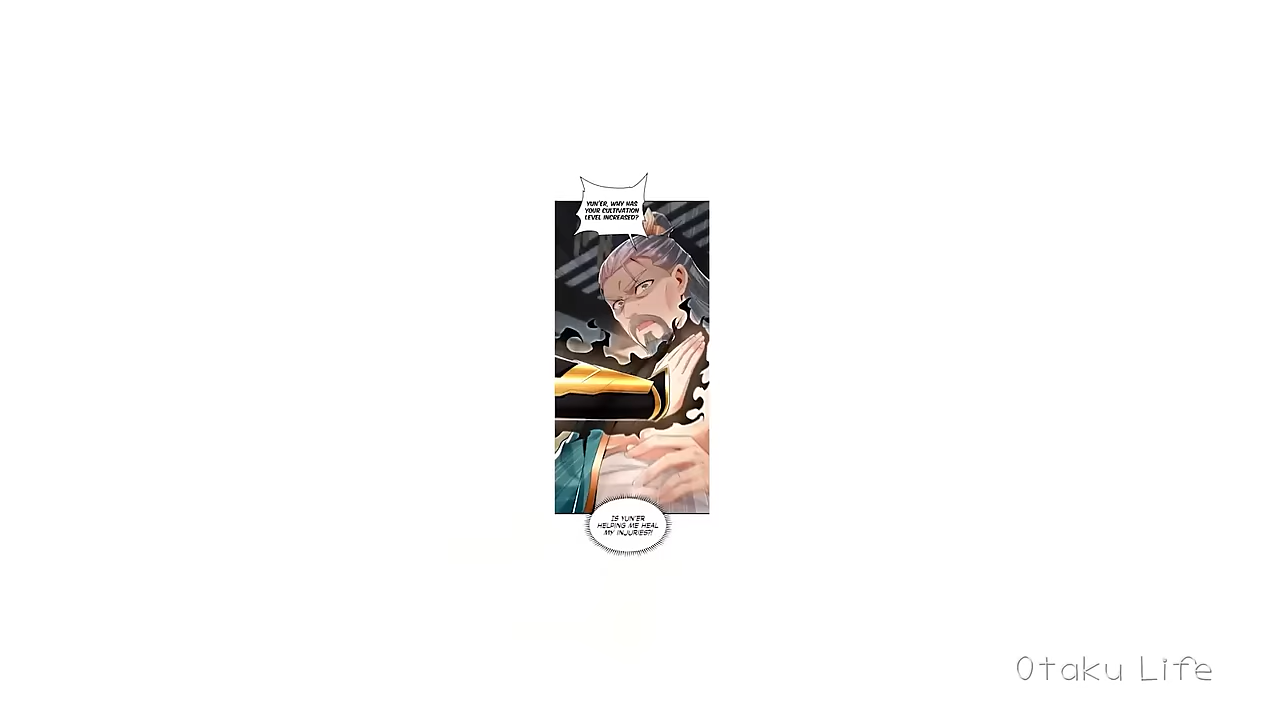 YUN'ER, WHY HAS
YOUR CULTIVATION
LEVEL INCREASED?
IS YUN'ER
HELPING ME HEAL
MY INJURIES?!
Otaku Life